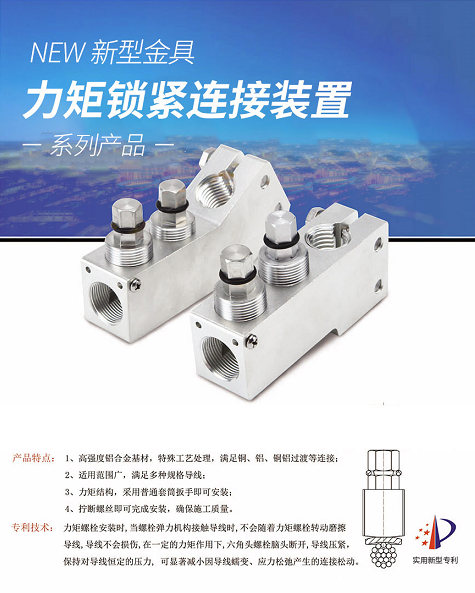 NEW 新型金具
力矩锁紧连接装置
— 系列产品 —
产品特点：1、高强度铝合金基材，特殊工艺处理，满足铜、铝、铜铝过渡等连接；
2、适用范围广，满足多种规格导线；
3、力矩结构，采用普通套筒扳手即可安装；
4、拧断螺丝即可完成安装，确保施工质量。
专利技术：力矩螺栓安装时，当螺栓弹力机构接触导线时，不会随着力矩螺栓转动磨擦
导线，导线不会损伤，在一定的力矩作用下，六角头螺栓脑头断开，导线压紧，
保持对导线恒定的压力，可显著减小因导线蠕变、应力松弛产生的连接松动。
实用新型专利